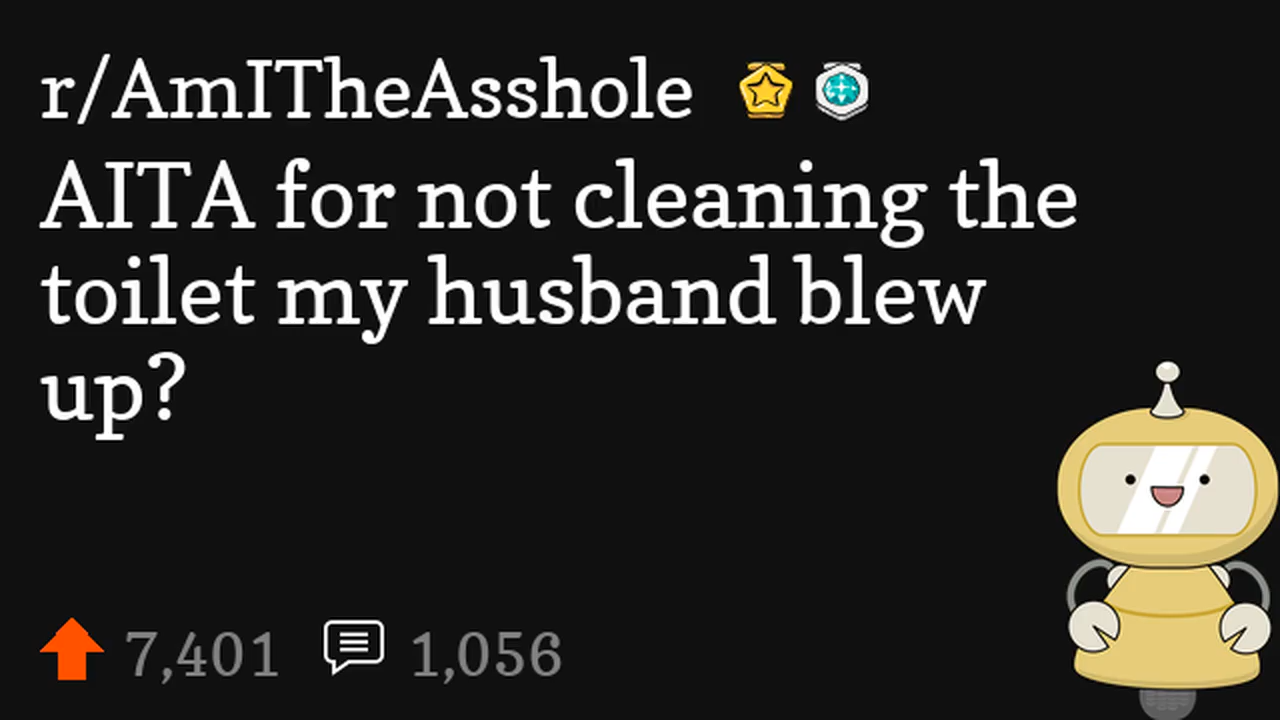 r/AmITheAsshole
AITA for not cleaning the
toilet my husband blew
up?
7,401 1,056